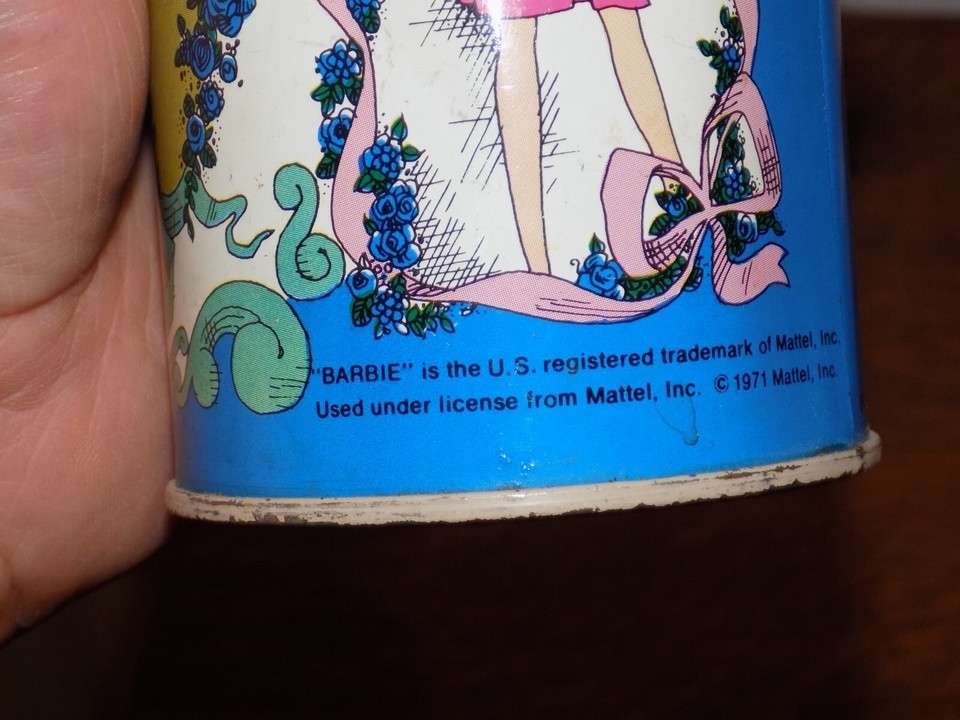 "BARBIE" is the U.S. registered trademark of Mattel, Inc.
Used under license from Mattel, Inc. © 1971 Mattel, Inc.